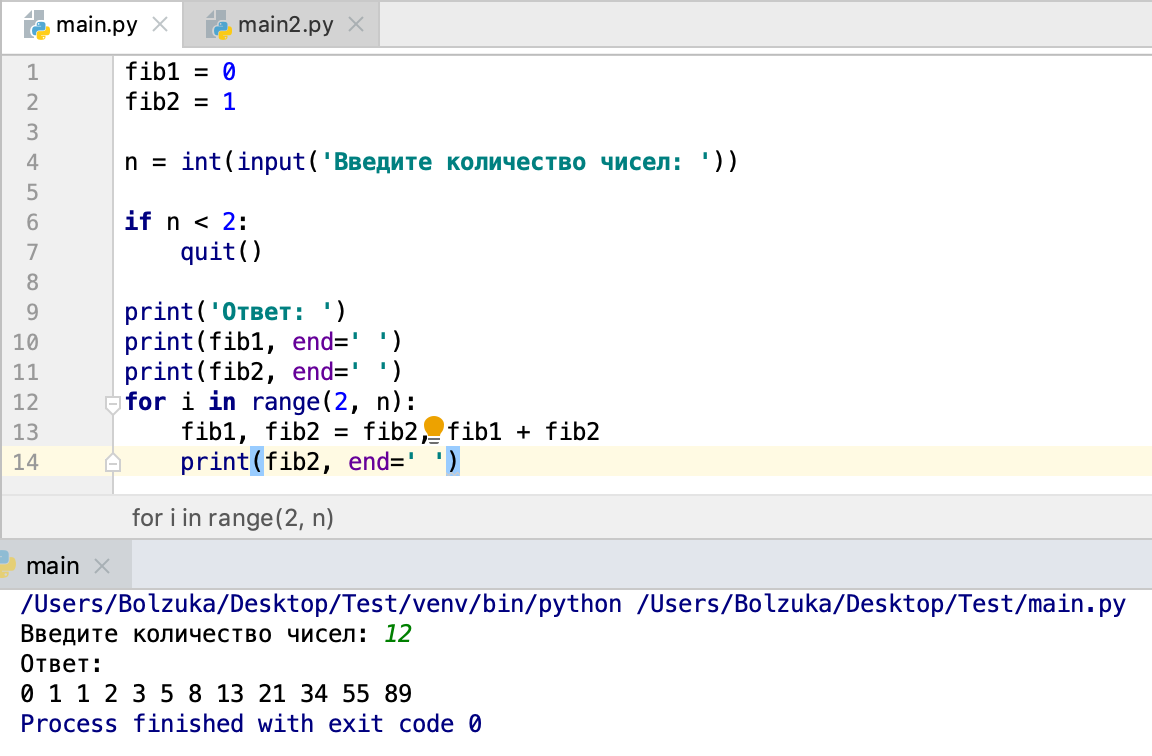 main.py main2.py
1 fib1 = 0
2 fib2 = 1
3
4 n = int(input('Введите количество чисел: '))
5
6 if n < 2:
7     quit()
8
9 print('Ответ: ')
10 print(fib1, end=' ')
11 print(fib2, end=' ')
12 for i in range(2, n):
13     fib1, fib2 = fib2, fib1 + fib2
14     print(fib2, end=' ')
for i in range(2, n)
main
/Users/Bolzuka/Desktop/Test/venv/bin/python /Users/Bolzuka/Desktop/Test/main.py
Введите количество чисел: 12
Ответ:
0 1 1 2 3 5 8 13 21 34 55 89
Process finished with exit code 0